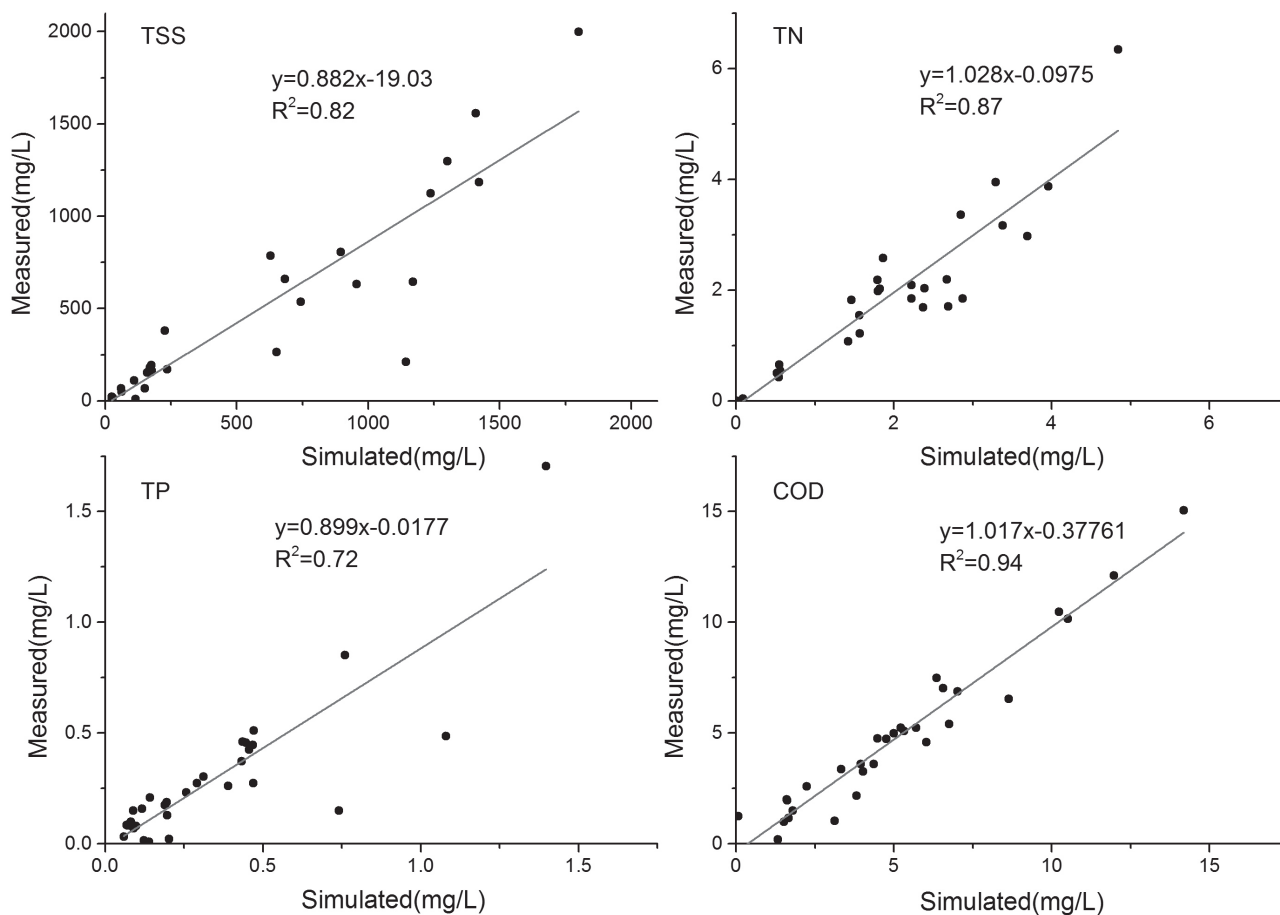 TSS
y=0.882x-19.03
R²=0.82
Measured(mg/L)
2000
1500
1000
500
0
0 500 1000 1500 2000
Simulated(mg/L)
TN
y=1.028x-0.0975
R²=0.87
Measured(mg/L)
6
4
2
0
0 2 4 6
Simulated(mg/L)
TP
y=0.899x-0.0177
R²=0.72
Measured(mg/L)
1.5
1.0
0.5
0.0
0.0 0.5 1.0 1.5
Simulated(mg/L)
COD
y=1.017x-0.37761
R²=0.94
Measured(mg/L)
15
10
5
0
0 5 10 15
Simulated(mg/L)